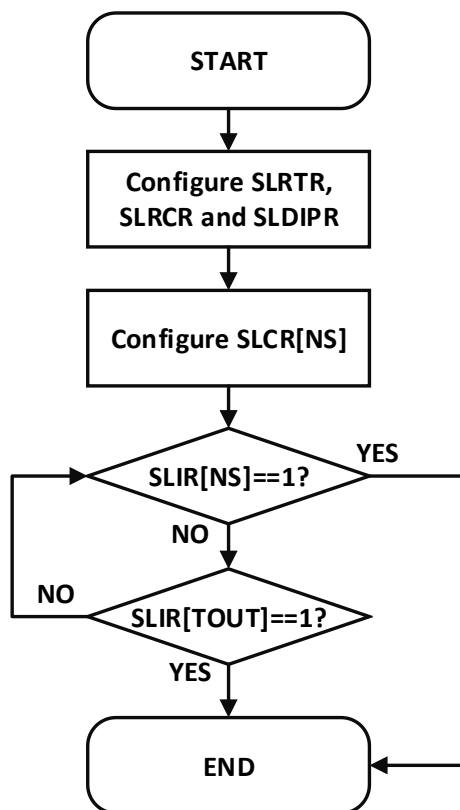 START
Configure SLRTR,
SLRCR and SLDIPR
Configure SLCR[NS]
SLIR[NS]==1?
YES
NO
SLIR[TOUT]==1?
NO
YES
END